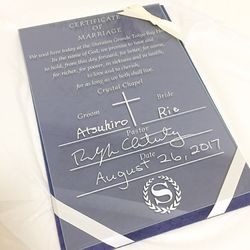 CERTIFICATE
OF
MARRIAGE
We stand here today at the Sheraton Grande Tokyo Bay Hotel
In the name of God, we promise to have and
to hold, from this day forward, for better, for worse,
for richer, for poorer, in sickness and in health,
to love and to cherish,
for as long as we both shall live.
Crystal Chapel
Groom Bride
Atsuhiro Rie
Pastor
Ralph
Date
August 26, 2017
S